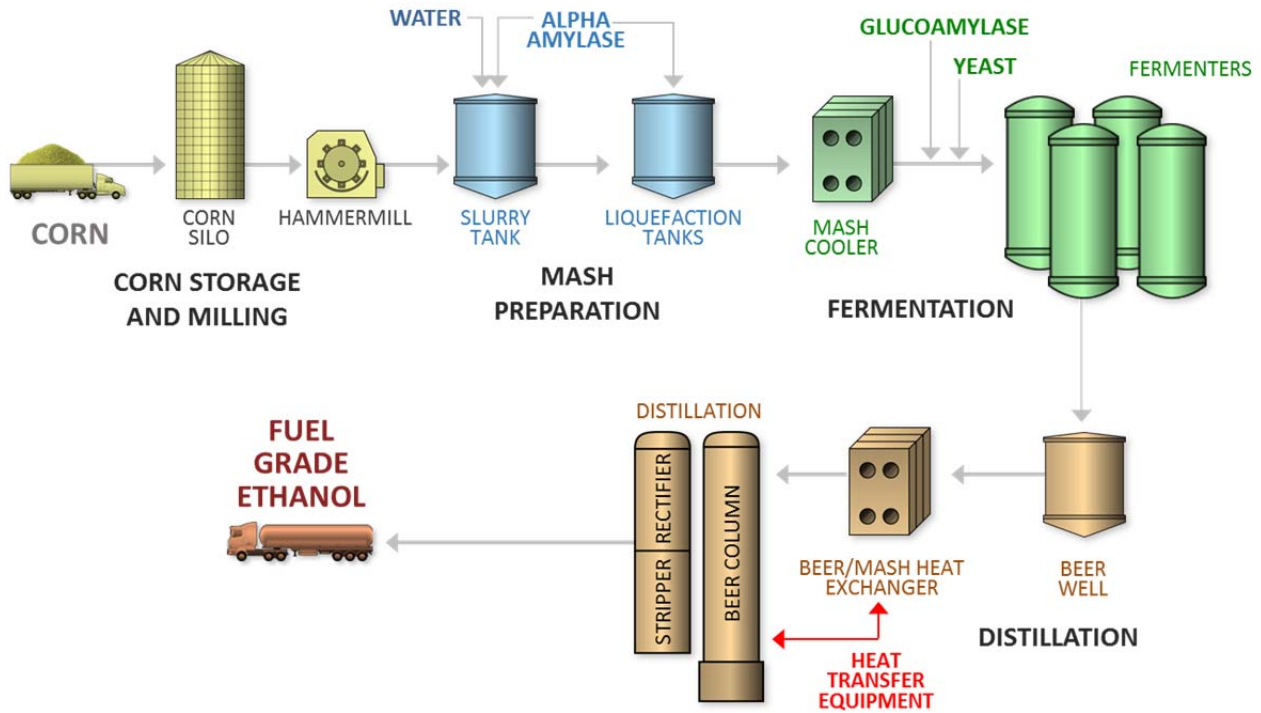 WATER
ALPHA
AMYLASE
GLUCOAMYLASE
YEAST
FERMENTERS
CORN
CORN
SILO
HAMMERMILL
SLURRY
TANK
LIQUEFACTION
TANKS
MASH
COOLER
CORN STORAGE
AND MILLING
MASH
PREPARATION
FERMENTATION
DISTILLATION
FUEL
GRADE
ETHANOL
RECTIFIER
STRIPPER
BEER COLUMN
BEER/MASH HEAT
EXCHANGER
BEER
WELL
DISTILLATION
HEAT
TRANSFER
EQUIPMENT